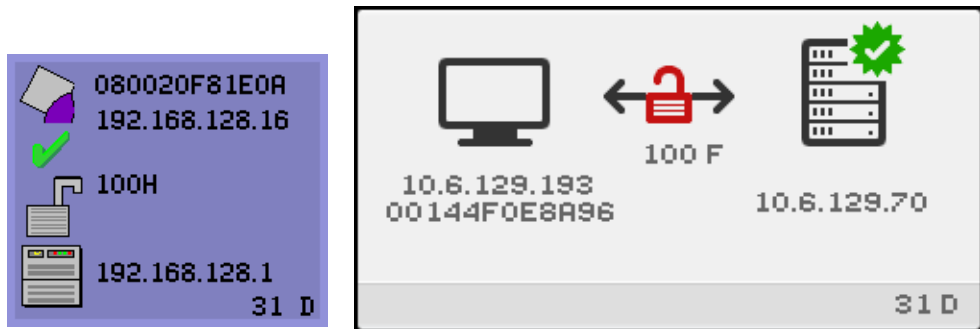 080020F81E0A
192.168.128.16
100H
192.168.128.1
31 D
100 F
10.6.129.193
00144F0E8A96
10.6.129.70
31 D